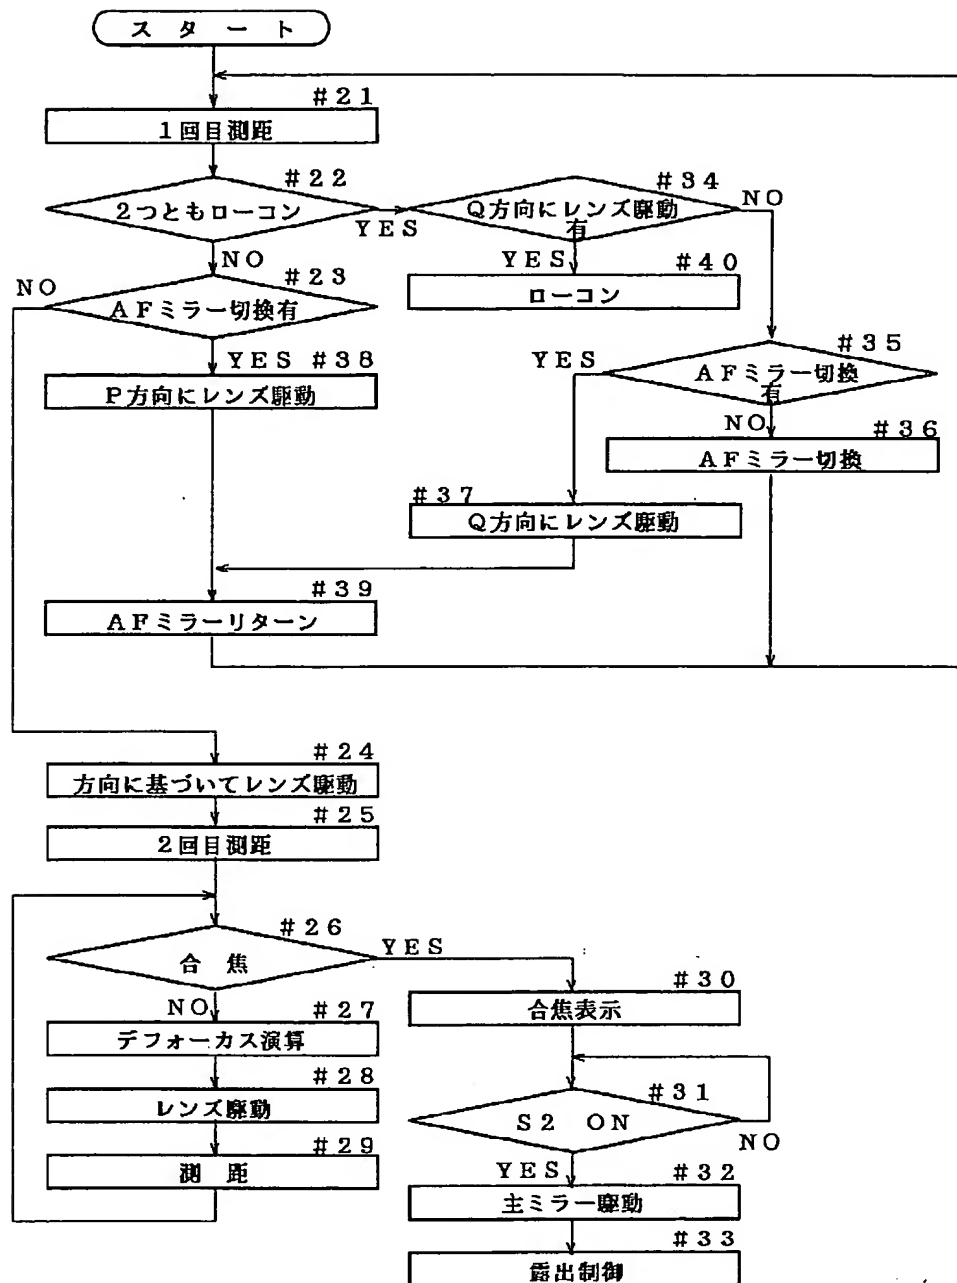 スタート
#21
1回目測距
#22
2つともローコン
YES
NO
#34
Q方向にレンズ駆動
有
NO
YES
#40
ローコン
#23
AFミラー切換有
NO
YES #38
P方向にレンズ駆動
#35
AFミラー切換
有
YES
NO
#36
AFミラー切換
#37
Q方向にレンズ駆動
#39
AFミラーリターン
#24
方向に基づいてレンズ駆動
#25
2回目測距
#26
合 焦
YES
NO
#27
デフォーカス演算
#28
レンズ駆動
#29
測 距
#30
合焦表示
#31
S2 ON
NO
YES
#32
主ミラー駆動
#33
露出制御